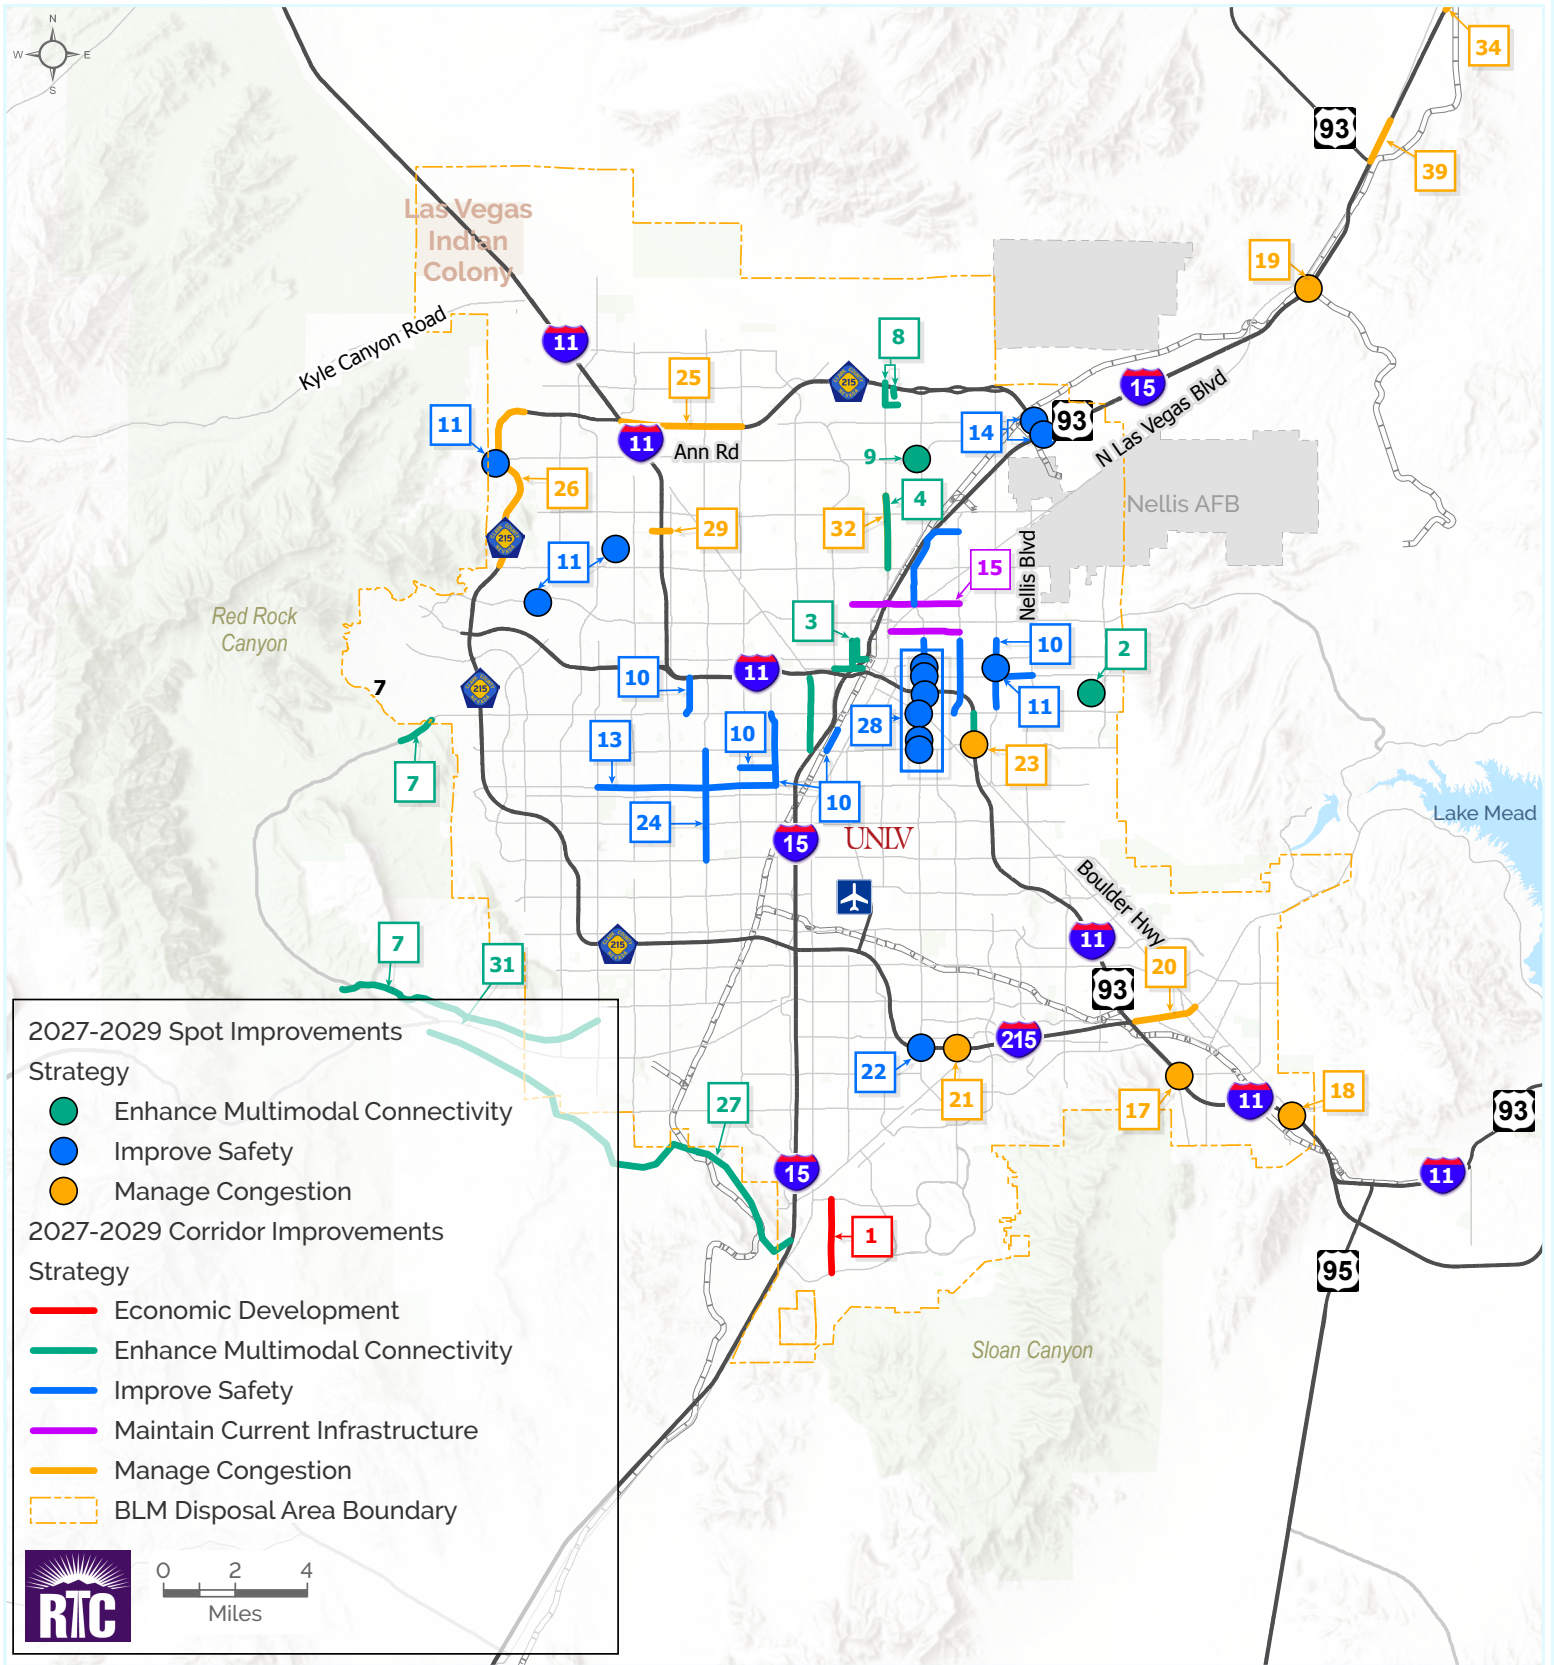 N
W E
S
34
93
39
Las Vegas
Indian
Colony
19
Kyle Canyon Road
11
8
25
215
15
N Las Vegas Blvd
11
11
Ann Rd
14
93
9
26
4
Nellis AFB
29
32
215
11
15
Nellis Blvd
Red Rock
Canyon
3
10
2
7
10
11
215
11
13
10
28
23
7
10
24
Lake Mead
15
UNLV
Boulder Hwy
11
7
31
215
20
93
22
215
21
27
17
11
18
93
15
11
1
95
Sloan Canyon
2027-2029 Spot Improvements
Strategy
Enhance Multimodal Connectivity
Improve Safety
Manage Congestion
2027-2029 Corridor Improvements
Strategy
Economic Development
Enhance Multimodal Connectivity
Improve Safety
Maintain Current Infrastructure
Manage Congestion
BLM Disposal Area Boundary
RTC
0 2 4
Miles